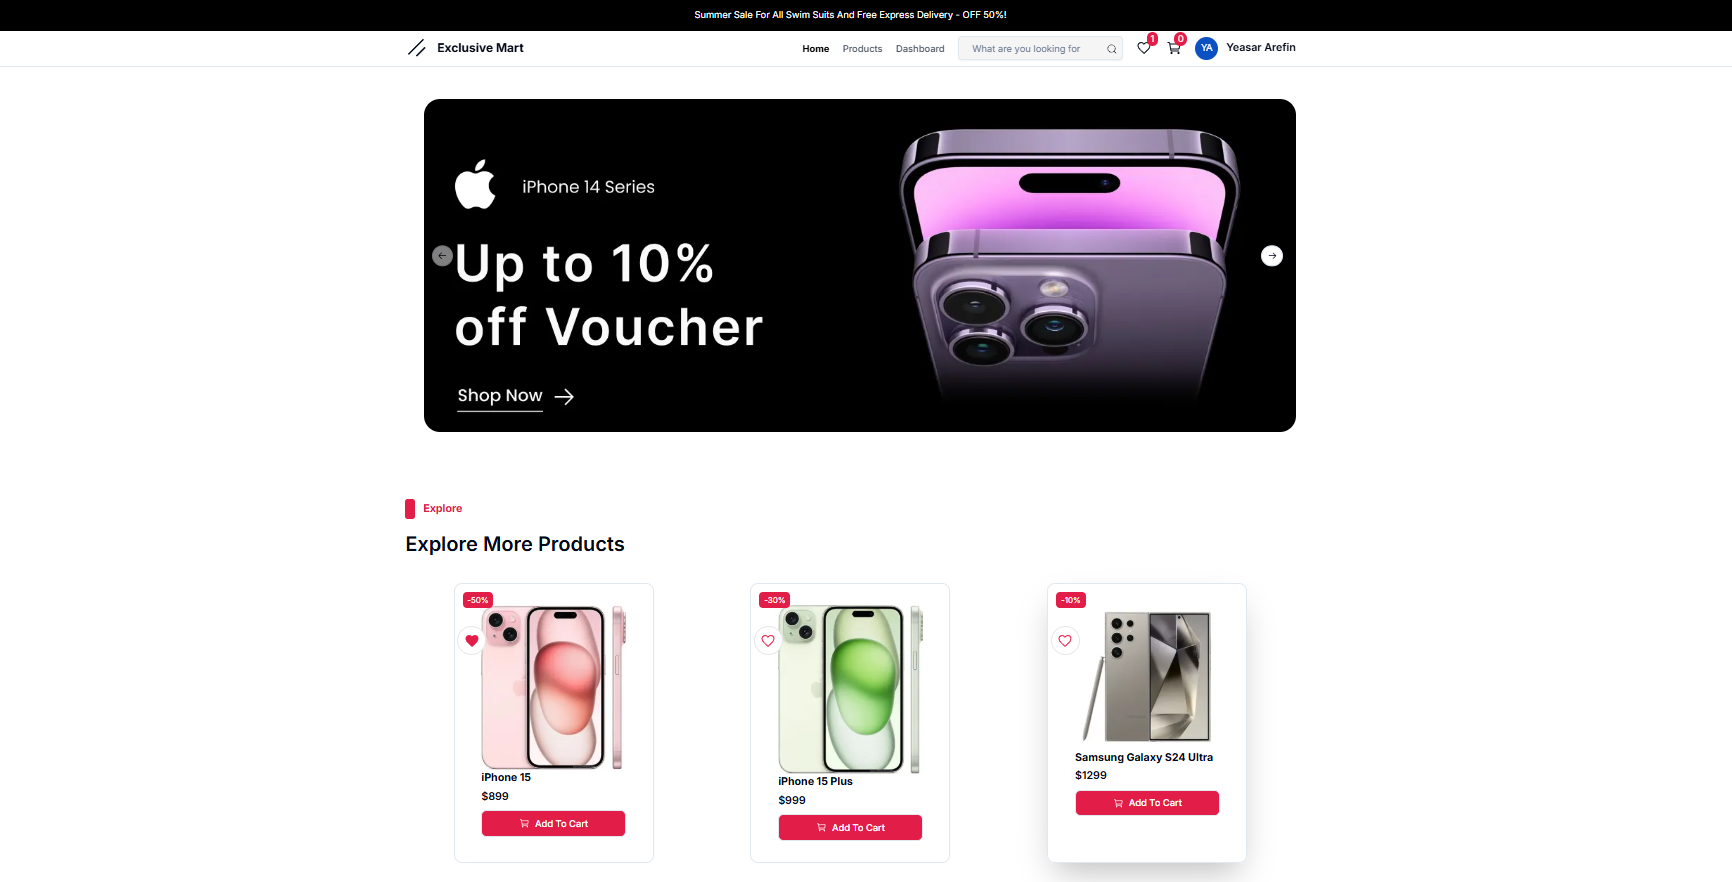 Summer Sale For All Swim Suits And Free Express Delivery - OFF 50%!
Exclusive Mart
Home
Products
Dashboard
What are you looking for
1
0
YA
Yeasar Arefin
iPhone 14 Series
Up to 10%
off Voucher
Shop Now
Explore
Explore More Products
-50%
iPhone 15
$899
Add To Cart
-30%
iPhone 15 Plus
$999
Add To Cart
-10%
Samsung Galaxy S24 Ultra
$1299
Add To Cart